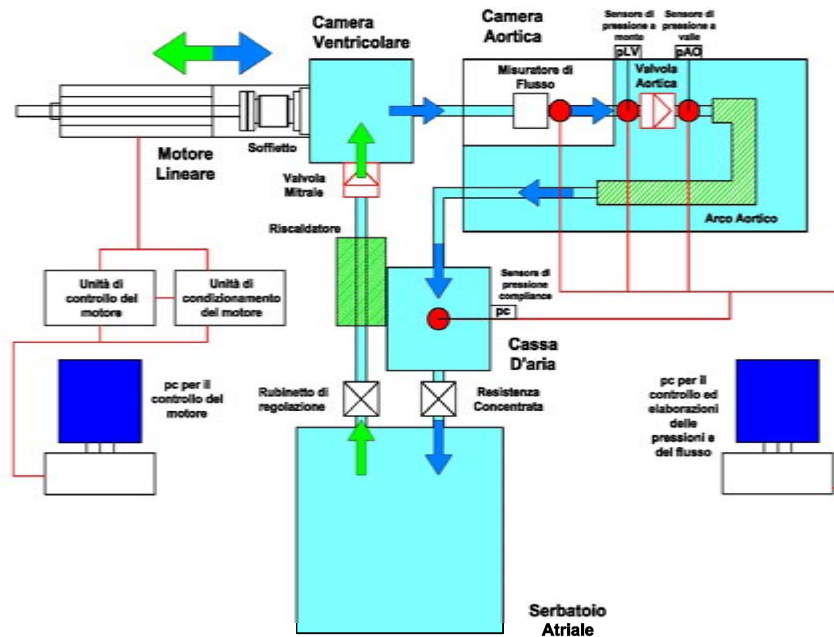 Camera
Ventricolare
Camera
Aortica
Sensore di
pressione a
monte
pLV
Sensore di
pressione a
valle
pAO
Misuratore di
Flusso
Valvola
Aortica
Soffietto
Motore
Lineare
Valvola
Mitrale
Arco Aortico
Riscaldatore
Unità di
controllo del
motore
Unità di
condizionamento
del motore
Sensore di
pressione
compliance
pc
Cassa
D'aria
pc per il
controllo del
motore
Rubinetto di
regolazione
Resistenza
Concentrata
pc per il
controllo ed
elaborazioni
delle
pressioni e
del flusso
Serbatoio
Atriale